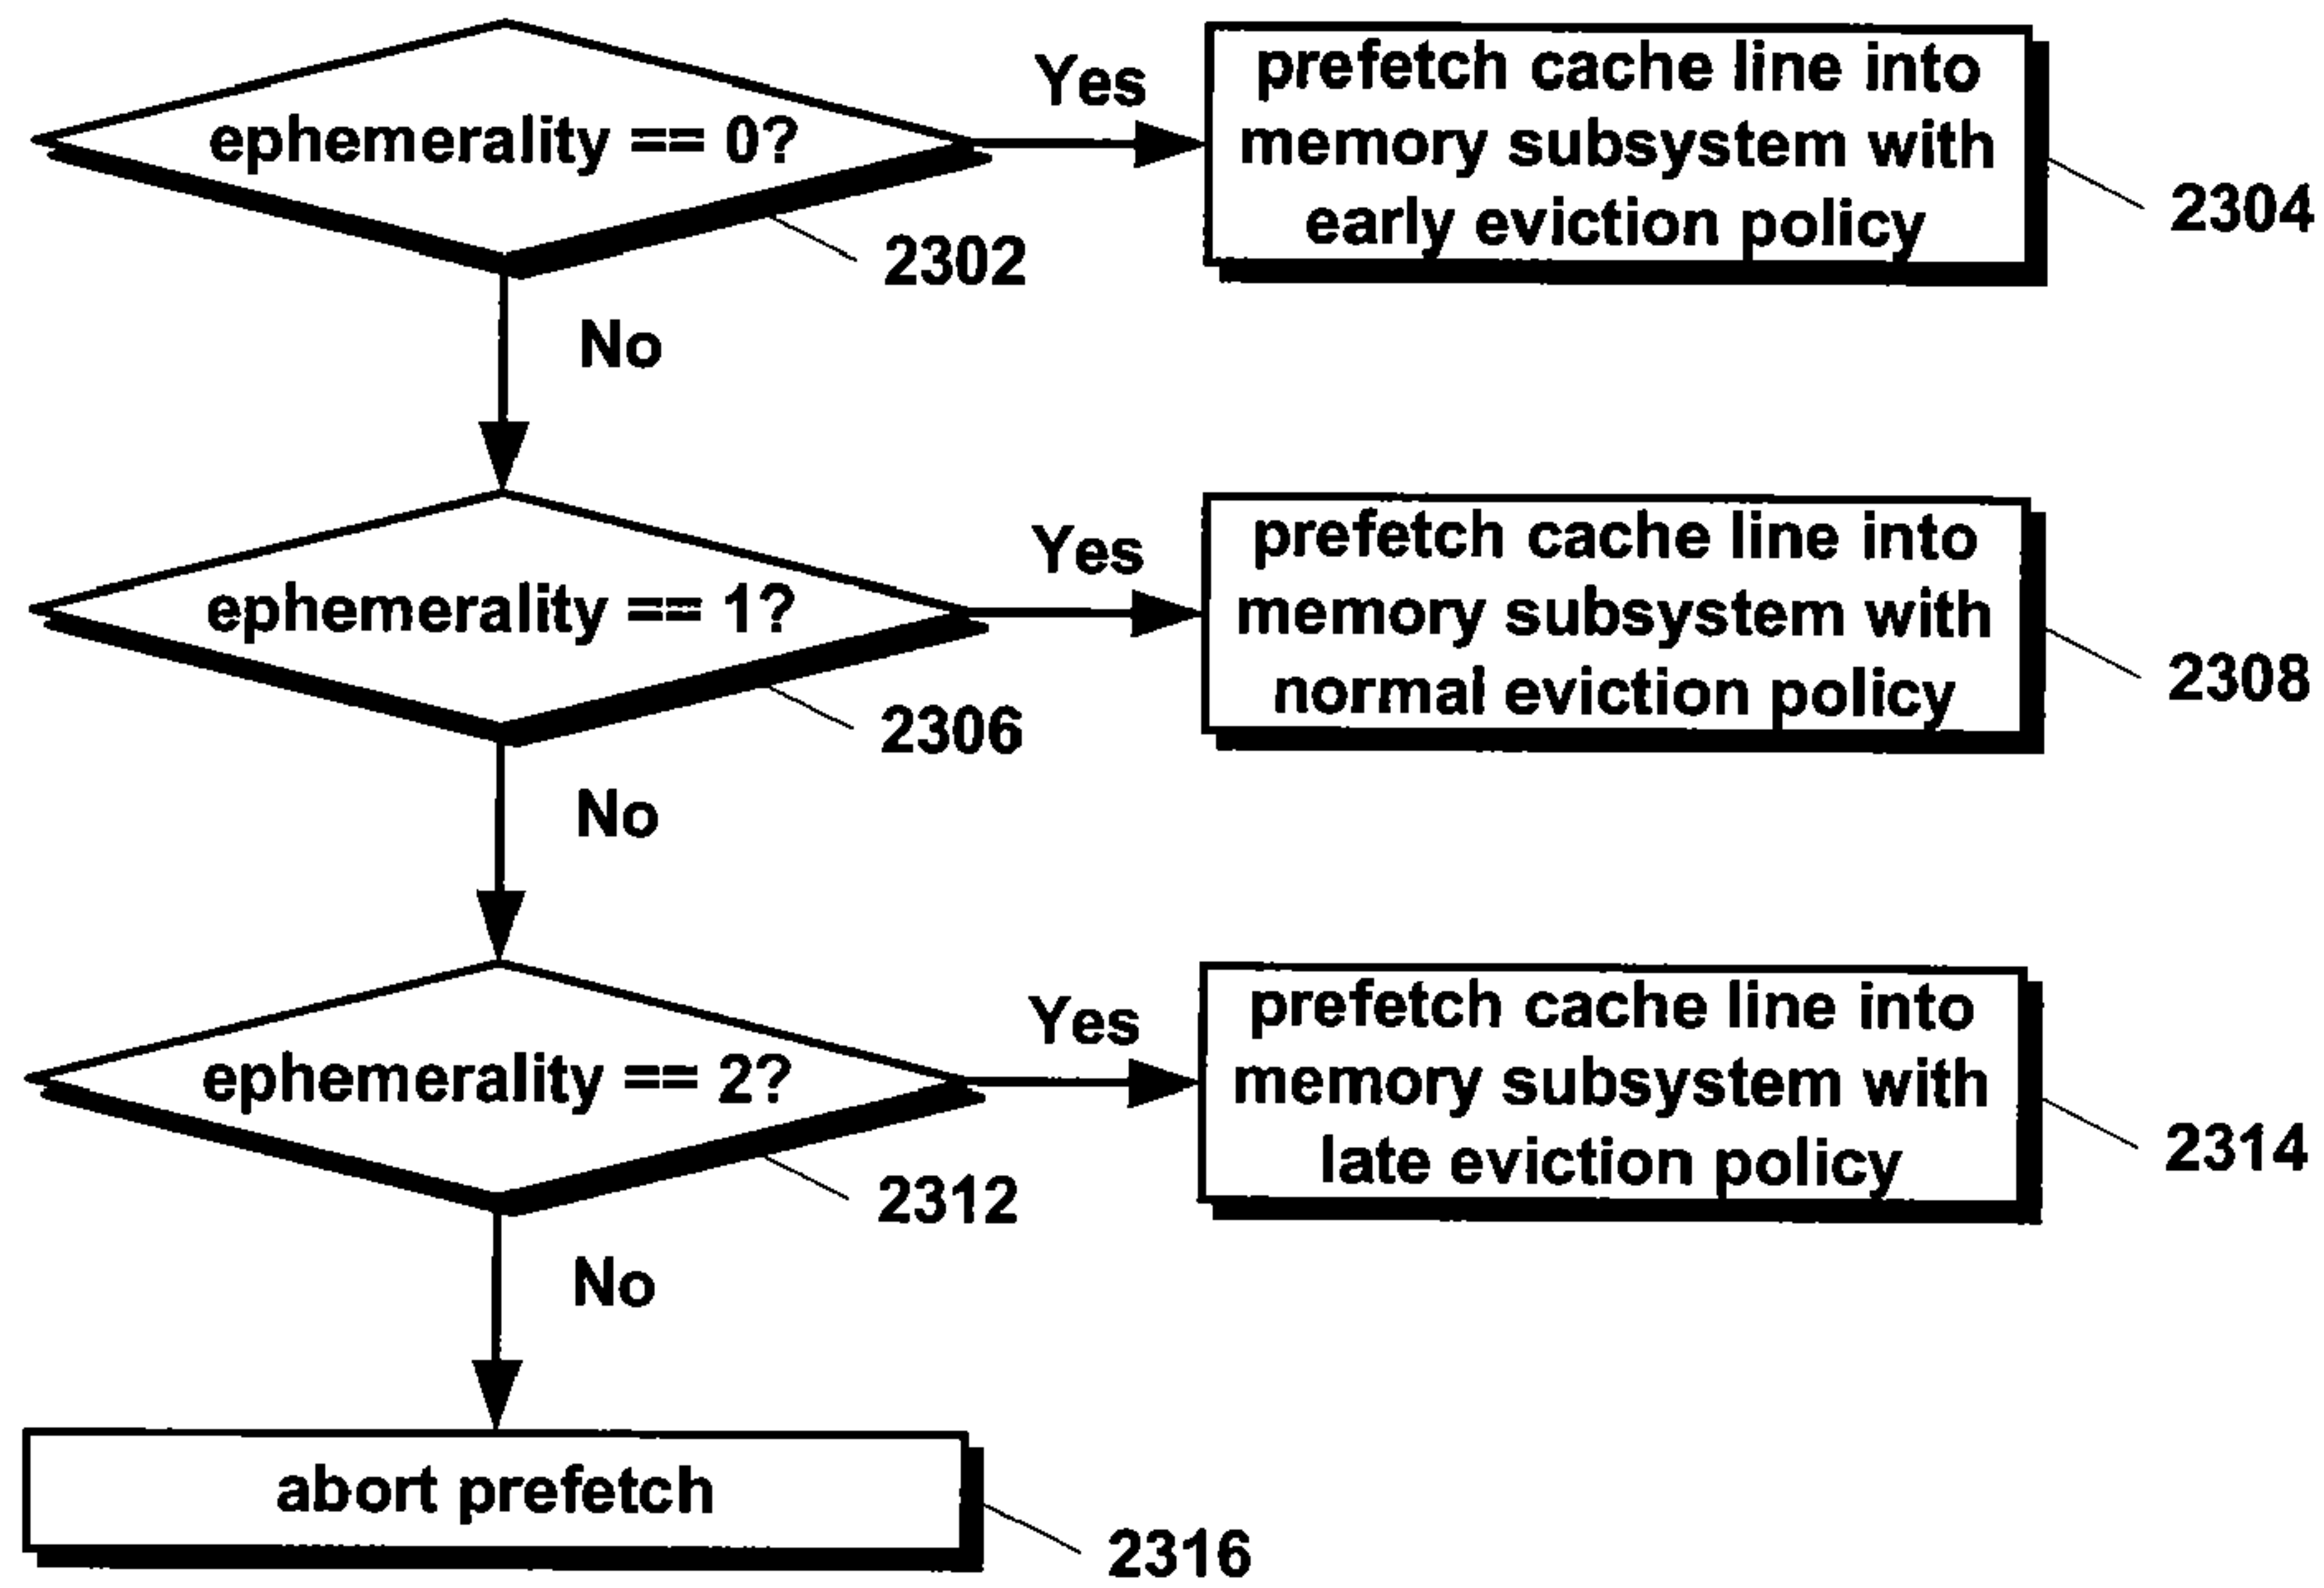 ephemerality == 0?
Yes
prefetch cache line into
memory subsystem with
early eviction policy
2304
2302
No
ephemerality == 1?
Yes
prefetch cache line into
memory subsystem with
normal eviction policy
2308
2306
No
ephemerality == 2?
Yes
prefetch cache line into
memory subsystem with
late eviction policy
2314
2312
No
abort prefetch
2316